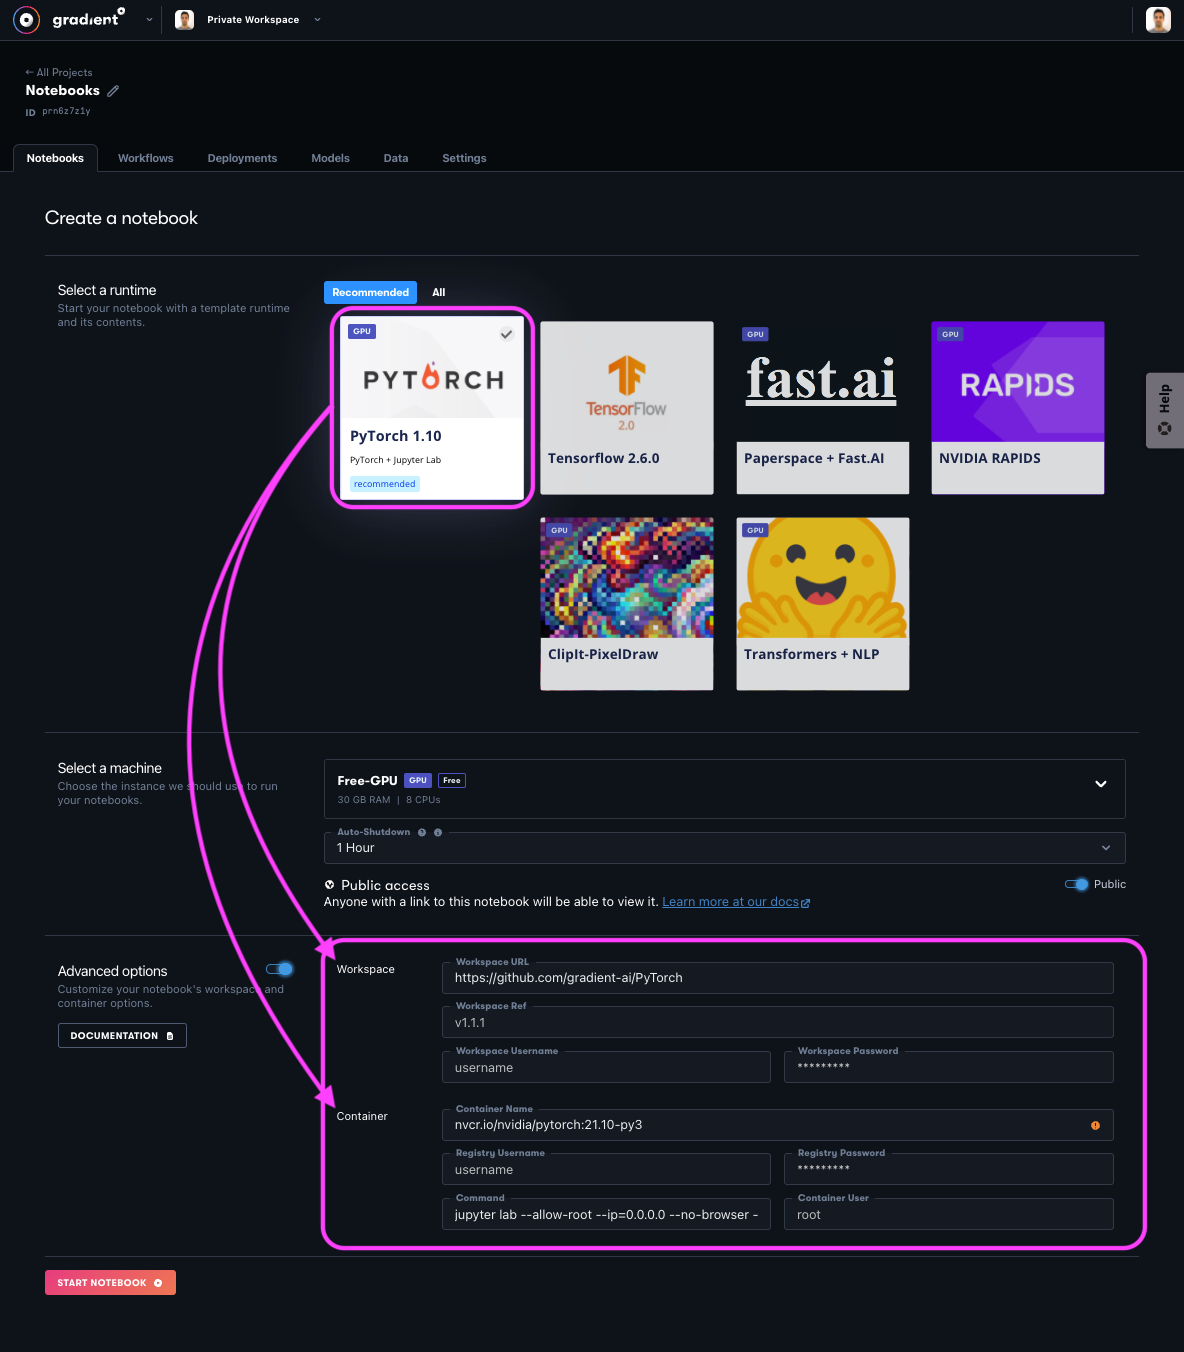 gradient
Private Workspace
← All Projects
Notebooks
ID prn6z7z1y
Notebooks Workflows Deployments Models Data Settings
Create a notebook
Select a runtime
Start your notebook with a template runtime
and its contents.
Recommended All
GPU
PYTORCH
PyTorch 1.10
PyTorch + Jupyter Lab
recommended
TensorFlow
2.0
Tensorflow 2.6.0
GPU
fast.ai
Paperspace + Fast.AI
GPU
RAPIDS
NVIDIA RAPIDS
GPU
ClipIt-PixelDraw
GPU
Transformers + NLP
Help
Select a machine
Choose the instance we should use to run
your notebooks.
Free-GPU GPU Free
30 GB RAM | 8 CPUs
Auto-Shutdown
1 Hour
Public access
Public
Anyone with a link to this notebook will be able to view it. Learn more at our docs
Advanced options
Customize your notebook's workspace and
container options.
DOCUMENTATION
Workspace
Workspace URL
https://github.com/gradient-ai/PyTorch
Workspace Ref
v1.1.1
Workspace Username
username
Workspace Password
*********
Container
Container Name
nvcr.io/nvidia/pytorch:21.10-py3
Registry Username
username
Registry Password
*********
Command
jupyter lab --allow-root --ip=0.0.0.0 --no-browser -
Container User
root
START NOTEBOOK